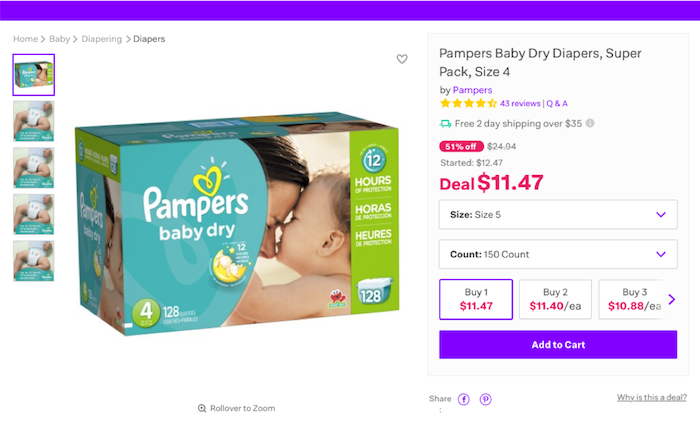 Home > Baby > Diapering > Diapers
Pampers Baby Dry Diapers, Super
Pack, Size 4
by Pampers
43 reviews | Q & A
Free 2 day shipping over $35
51% off $24.94
Started: $12.47
Deal $11.47
Size: Size 5
Count: 150 Count
Buy 1
$11.47
Buy 2
$11.40/ea
Buy 3
$10.88/ea
Add to Cart
Share
:
Why is this a deal?
Pampers
baby dry
12
12
HOURS
OF PROTECTION
HORAS
DE PROTECCIÓN
HEURES
DE PROTECTION
4
128
128
Rollover to Zoom